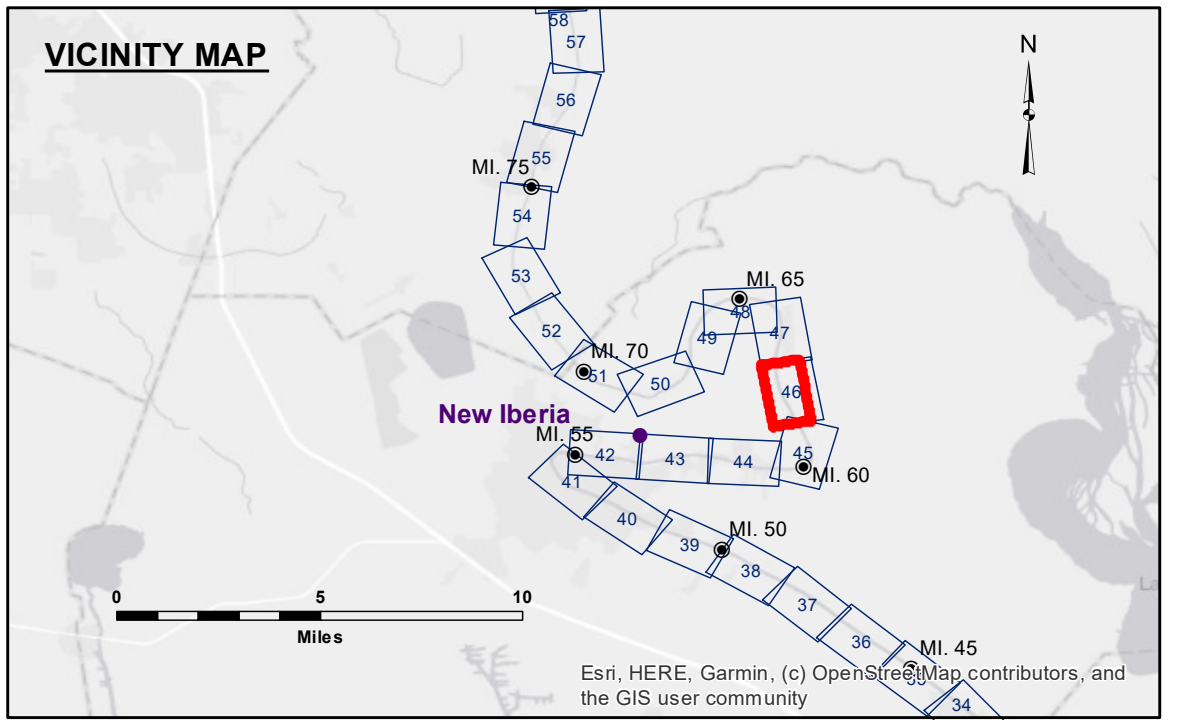 58
VICINITY MAP
57
N
56
55
MI. 75
54
53
MI. 65
48
52
47
49
MI. 70
51
50
46
New Iberia
MI. 55
42
43
44
45
MI. 60
41
40
MI. 50
39
38
0 5 10
37
Miles
36
MI. 45
Esri, HERE, Garmin, (c) OpenStreetMap contributors, and
the GIS user community
35
34